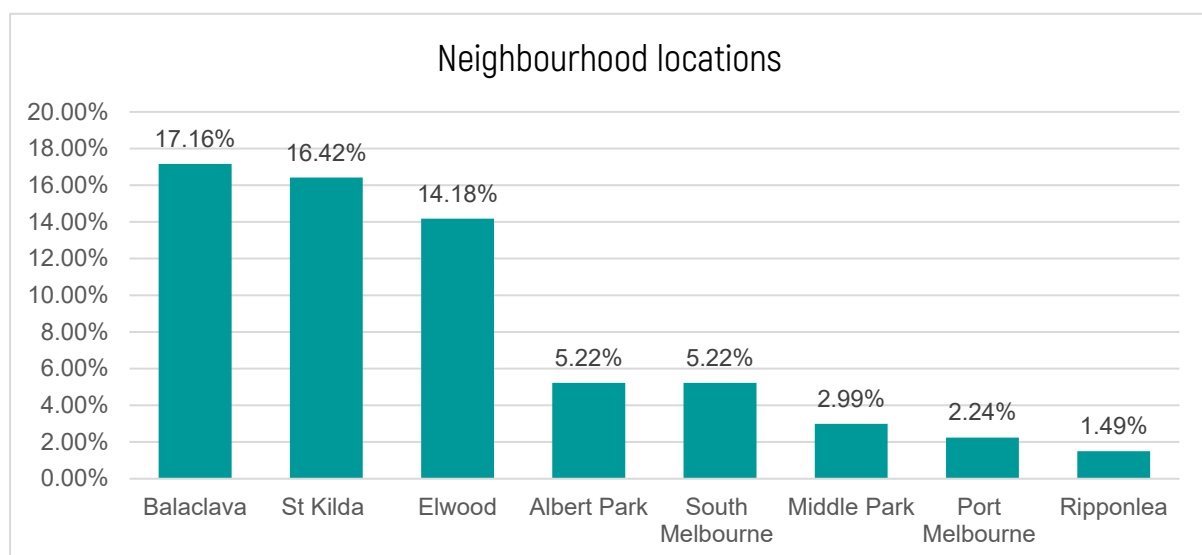 Neighbourhood locations
20.00%
18.00%
16.00%
14.00%
12.00%
10.00%
8.00%
6.00%
4.00%
2.00%
0.00%
17.16%
16.42%
14.18%
5.22%
5.22%
2.99%
2.24%
1.49%
Balaclava
St Kilda
Elwood
Albert Park
South
Melbourne
Middle Park
Port
Melbourne
Ripponlea